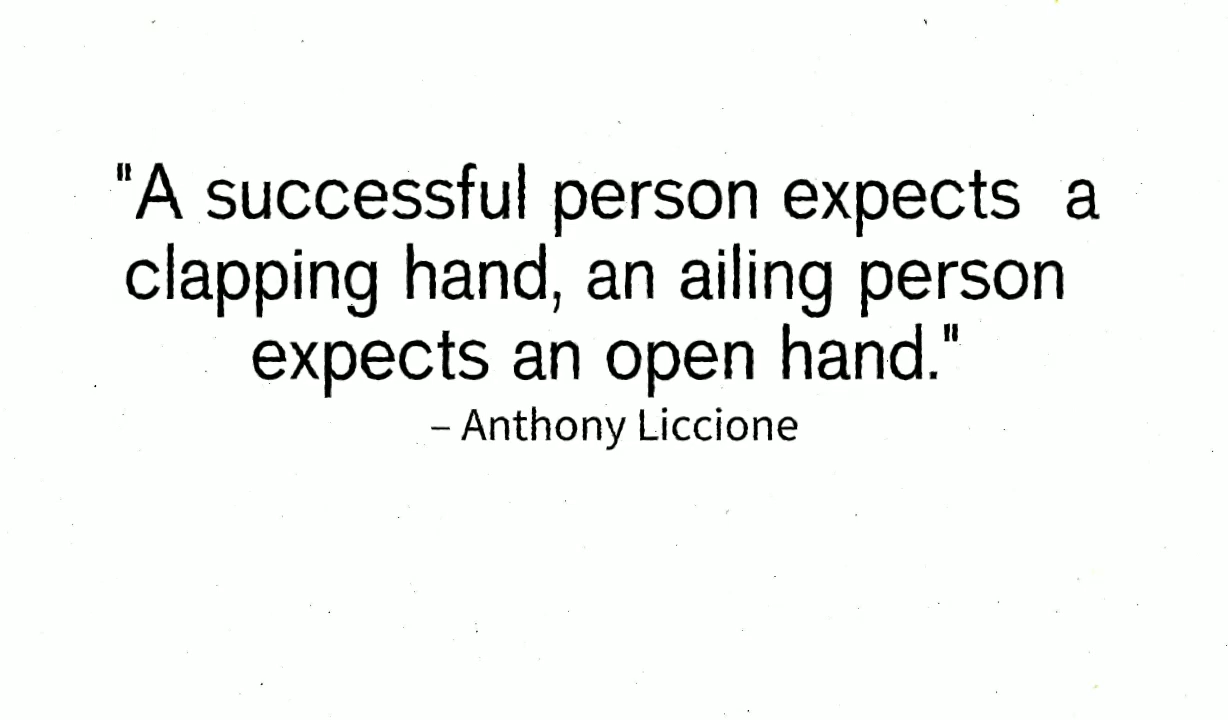 "A successful person expects  a
clapping hand, an ailing person
expects an open hand."
– Anthony Liccione